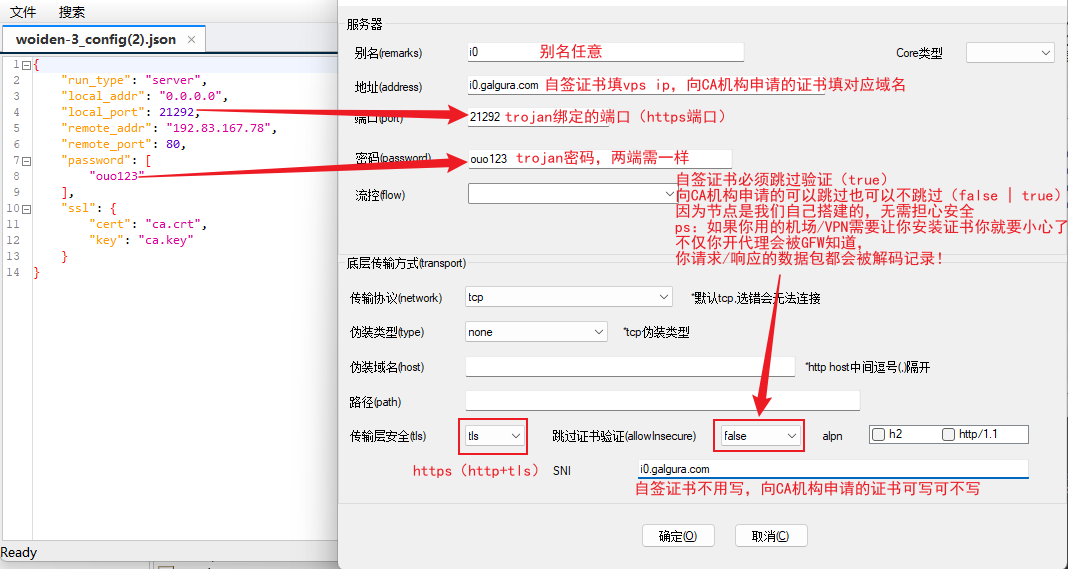 文件 搜索
woiden-3_config(2).json ×
1 {
2 "run_type": "server",
3 "local_addr": "0.0.0.0",
4 "local_port": 21292,
5 "remote_addr": "192.83.167.78",
6 "remote_port": 80,
7 "password": [
8 "ouo123"
9 ],
10 "ssl": {
11 "cert": "ca.crt",
12 "key": "ca.key"
13 }
14 }
Ready
服务器
别名(remarks) i0 别名任意 Core类型
地址(address) i0.galgura.com 自签证书填vps ip，向CA机构申请的证书填对应域名
端口(port) 21292 trojan绑定的端口（https端口）
密码(password) ouo123 trojan密码，两端需一样
流控(flow)
自签证书必须跳过验证（true）
向CA机构申请的可以跳过也可以不跳过（false | true）
因为节点是我们自己搭建的，无需担心安全
ps：如果你用的机场/VPN需要让你安装证书你就要小心了
不仅你开代理会被GFW知道，
你请求/响应的数据包都会被解码记录！
底层传输方式(transport)
传输协议(network) tcp *默认tcp,选错会无法连接
伪装类型(type) none *tcp伪装类型
伪装域名(host) *http host中间逗号(,)隔开
路径(path)
传输层安全(tls) tls 跳过证书验证(allowInsecure) false alpn h2 http/1.1
https（http+tls） SNI i0.galgura.com
自签证书不用写，向CA机构申请的证书可写可不写
确定(O) 取消(C)